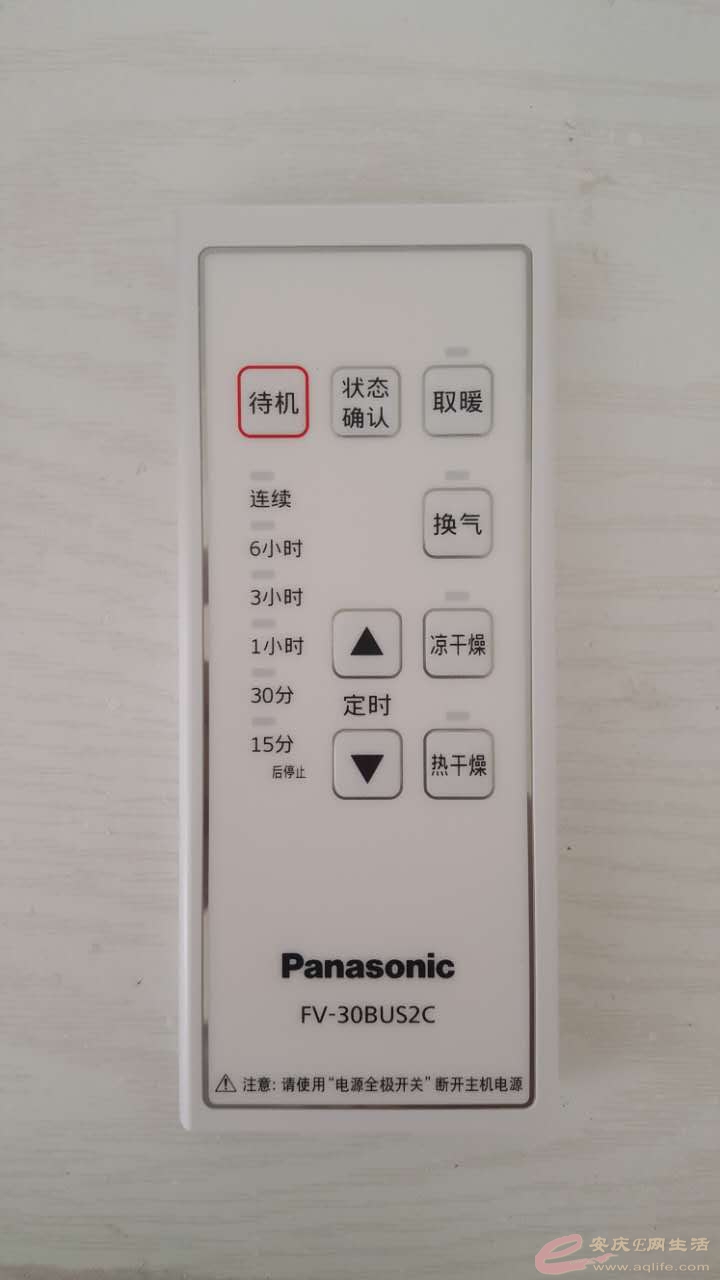 待机
状态
确认
取暖
连续
换气
6小时
3小时
1小时
▲
凉干燥
30分
定时
15分
后停止
▼
热干燥
Panasonic
FV-30BUS2C
⚠ 注意: 请使用“电源全极开关”断开主机电源
e 安庆E网生活
www.aqlife.com